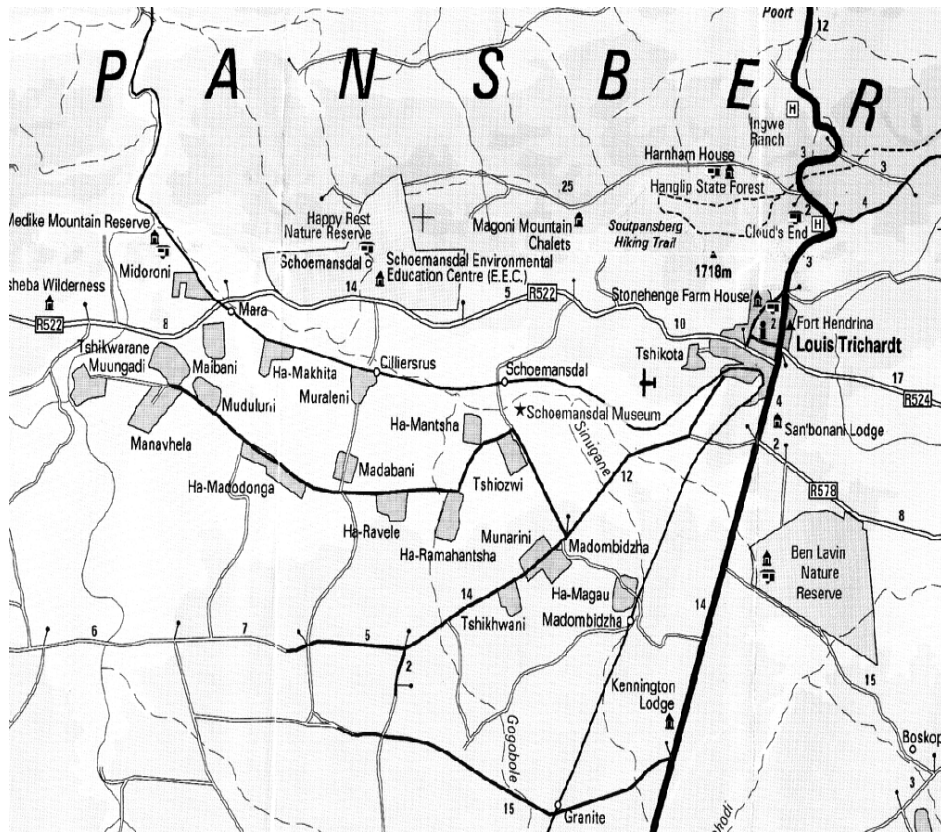 Poort
12
P A N S B E R
H
Ingwe
Ranch
3
3
Harnham House
25
Hanglip State Forest
2
4
Medike Mountain Reserve
Happy Rest
Nature Reserve
Magoni Mountain
Chalets
Soutpansberg
Hiking Trail
Cloud's End
H
3
Schoemansdal
Schoemansdal Environmental
Education Centre (E.E.C.)
1718m
Midoroni
sheba Wilderness
14
5
R522
Stonehenge Farm House
Mara
R522
8
10
2
Fort Hendrina
Louis Trichardt
Tshikwarane
Muungadi
Maibani
Ha-Makhita
Cilliersrus
Schoemansdal
Tshikota
17
R524
Muduluni
Muraleni
Schoemansdal Museum
4
Ha-Mantsha
Sinugane
San'bonani Lodge
2
Manavhela
Madabani
Tshiozwi
12
R578
Ha-Madodonga
8
Ha-Ravele
Ha-Ramahantsha
Munarini
Madombidzha
Ben Lavin
Nature
Reserve
14
Ha-Magau
Tshikhwani
Madombidzha
14
6
7
5
2
15
Kennington
Lodge
Gogobole
Boskop
15
Granite
3
hodi